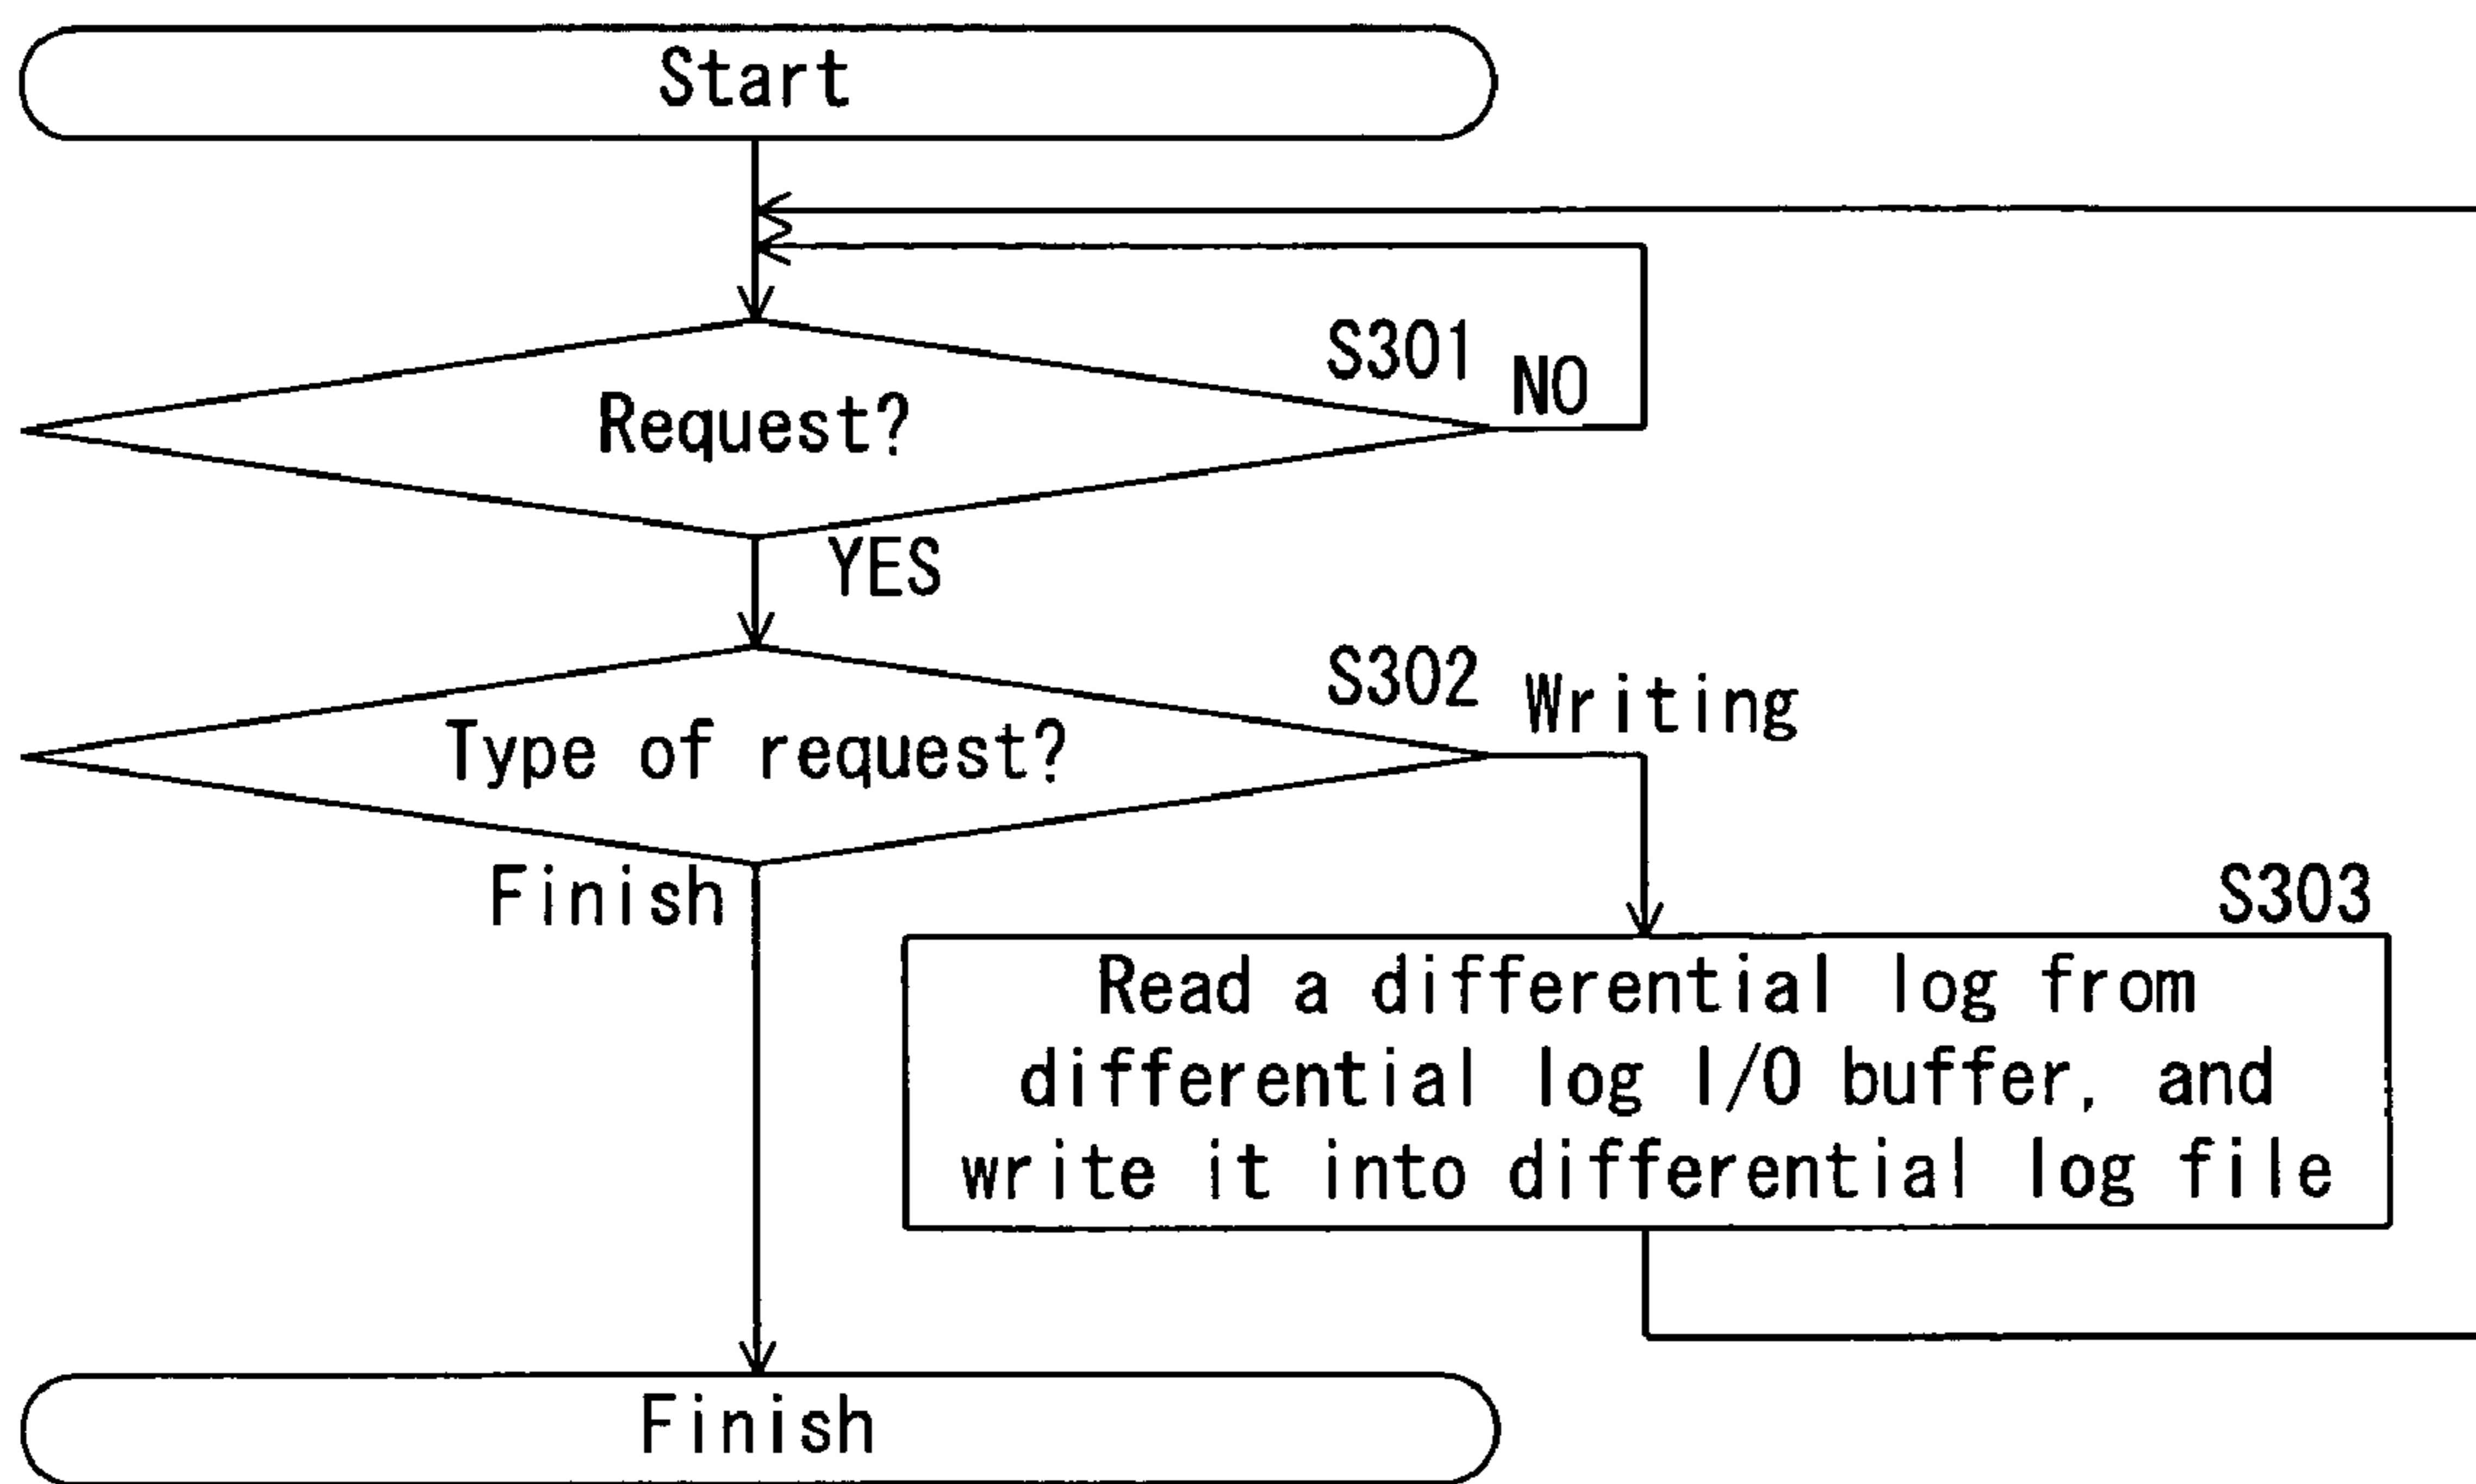 Start
S301
NO
Request?
YES
S302
Writing
Type of request?
Finish
S303
Read a differential log from
differential log I/O buffer, and
write it into differential log file
Finish